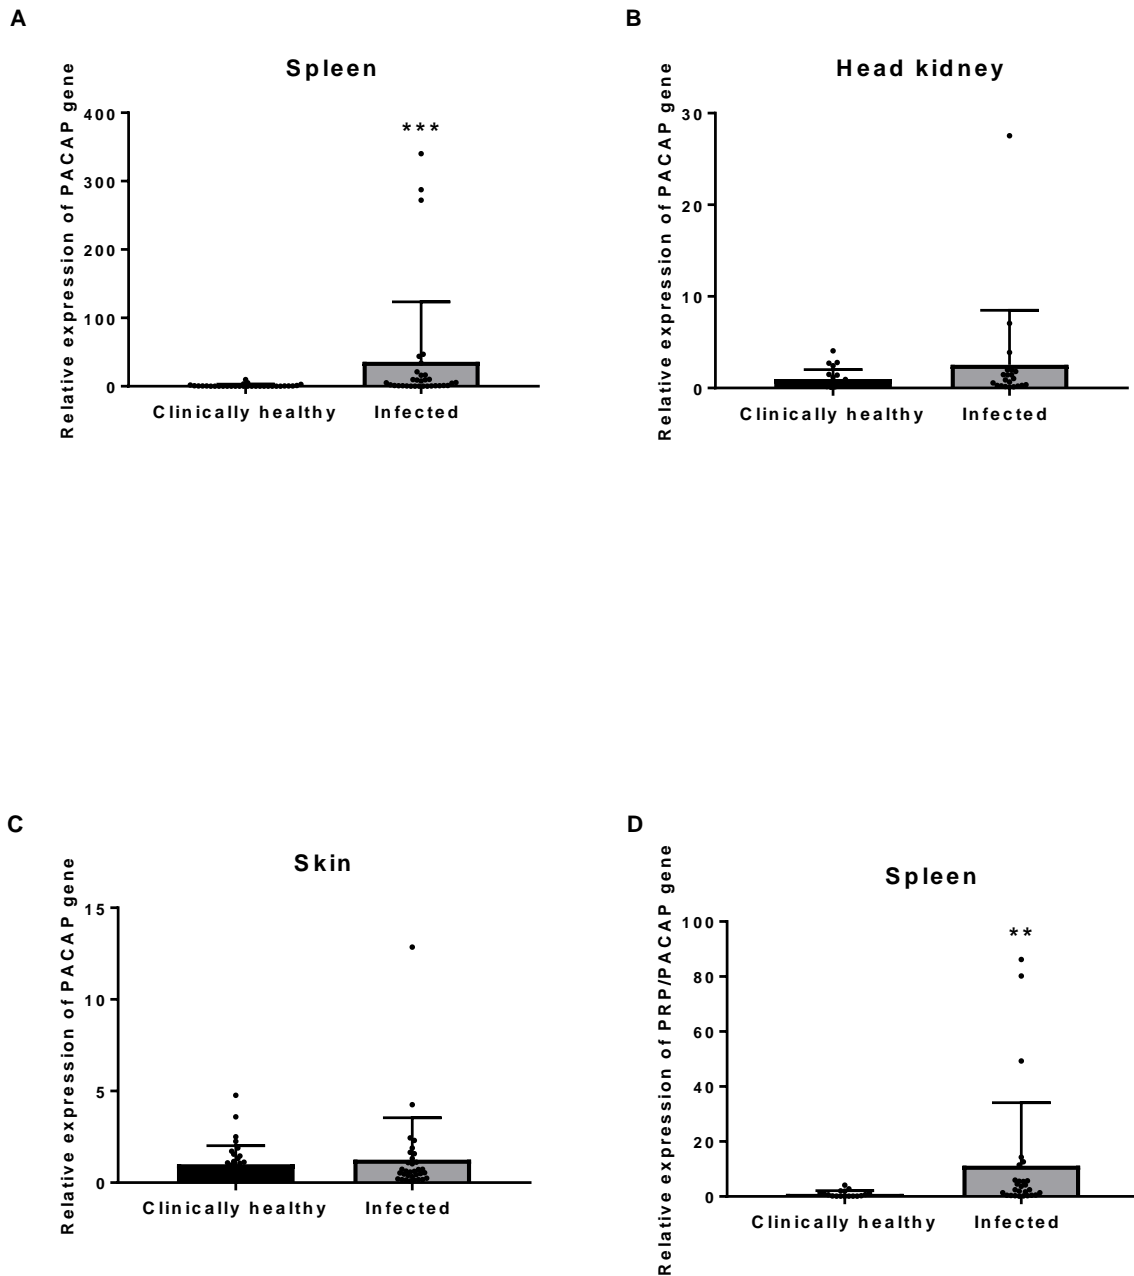 A
Spleen
Relative expression of PACAP gene
400
300
200
100
0
***
Clinically healthy
Infected
B
Head kidney
Relative expression of PACAP gene
30
20
10
0
Clinically healthy
Infected
C
Skin
Relative expression of PACAP gene
15
10
5
0
Clinically healthy
Infected
D
Spleen
Relative expression of PRP/PACAP gene
100
80
60
40
20
0
**
Clinically healthy
Infected